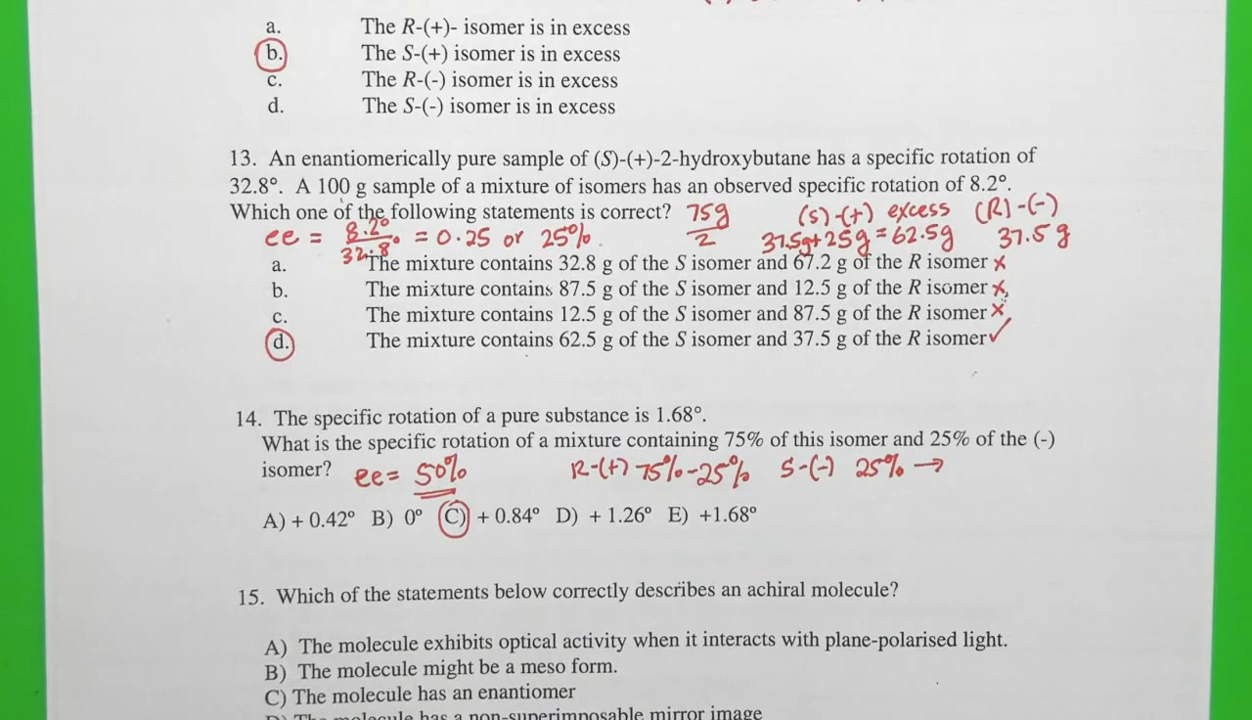 a. The R-(+)- isomer is in excess
b. The S-(+) isomer is in excess
c. The R-(-) isomer is in excess
d. The S-(-) isomer is in excess
13. An enantiomerically pure sample of (S)-(+)-2-hydroxybutane has a specific rotation of
32.8°. A 100 g sample of a mixture of isomers has an observed specific rotation of 8.2°.
Which one of the following statements is correct? 75g (S)-(+) excess (R)-(-)
ee = 8.2°/32.8° = 0.25 or 25%. 2 37.5g+25g = 62.5g 37.5g
a. The mixture contains 32.8 g of the S isomer and 67.2 g of the R isomer x
b. The mixture contains 87.5 g of the S isomer and 12.5 g of the R isomer x
c. The mixture contains 12.5 g of the S isomer and 87.5 g of the R isomer x
d. The mixture contains 62.5 g of the S isomer and 37.5 g of the R isomer ✓
14. The specific rotation of a pure substance is 1.68°.
What is the specific rotation of a mixture containing 75% of this isomer and 25% of the (-)
isomer? ee = 50% R-(+) 75%-25% S-(-) 25% →
A) + 0.42° B) 0° C) + 0.84° D) + 1.26° E) +1.68°
15. Which of the statements below correctly describes an achiral molecule?
A) The molecule exhibits optical activity when it interacts with plane-polarised light.
B) The molecule might be a meso form.
C) The molecule has an enantiomer
D) The molecule has a non-superimposable mirror image